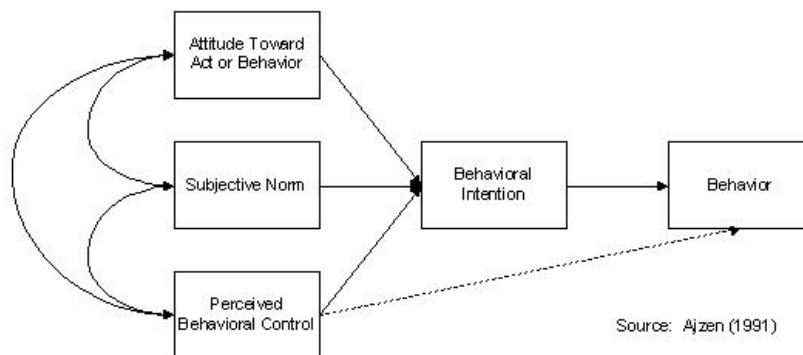 Attitude Toward
Act or Behavior
Subjective Norm
Perceived
Behavioral Control
Behavioral
Intention
Behavior
Source: Ajzen (1991)